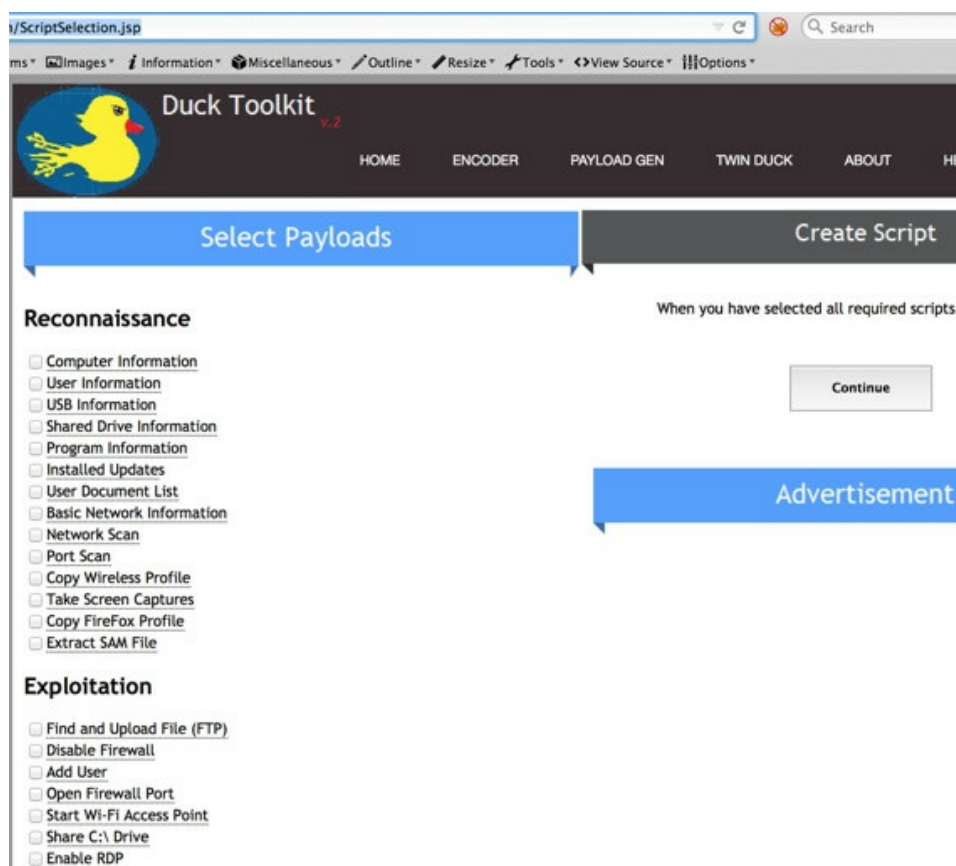 n/ScriptSelection.jsp
Search
ms Images Information Miscellaneous Outline Resize Tools View Source Options
Duck Toolkit v.2
HOME ENCODER PAYLOAD GEN TWIN DUCK ABOUT HE
Select Payloads
Create Script
Reconnaissance
When you have selected all required scripts
Computer Information
User Information
USB Information
Shared Drive Information
Program Information
Installed Updates
User Document List
Basic Network Information
Network Scan
Port Scan
Copy Wireless Profile
Take Screen Captures
Copy FireFox Profile
Extract SAM File
Continue
Advertisement
Exploitation
Find and Upload File (FTP)
Disable Firewall
Add User
Open Firewall Port
Start Wi-Fi Access Point
Share C:\ Drive
Enable RDP